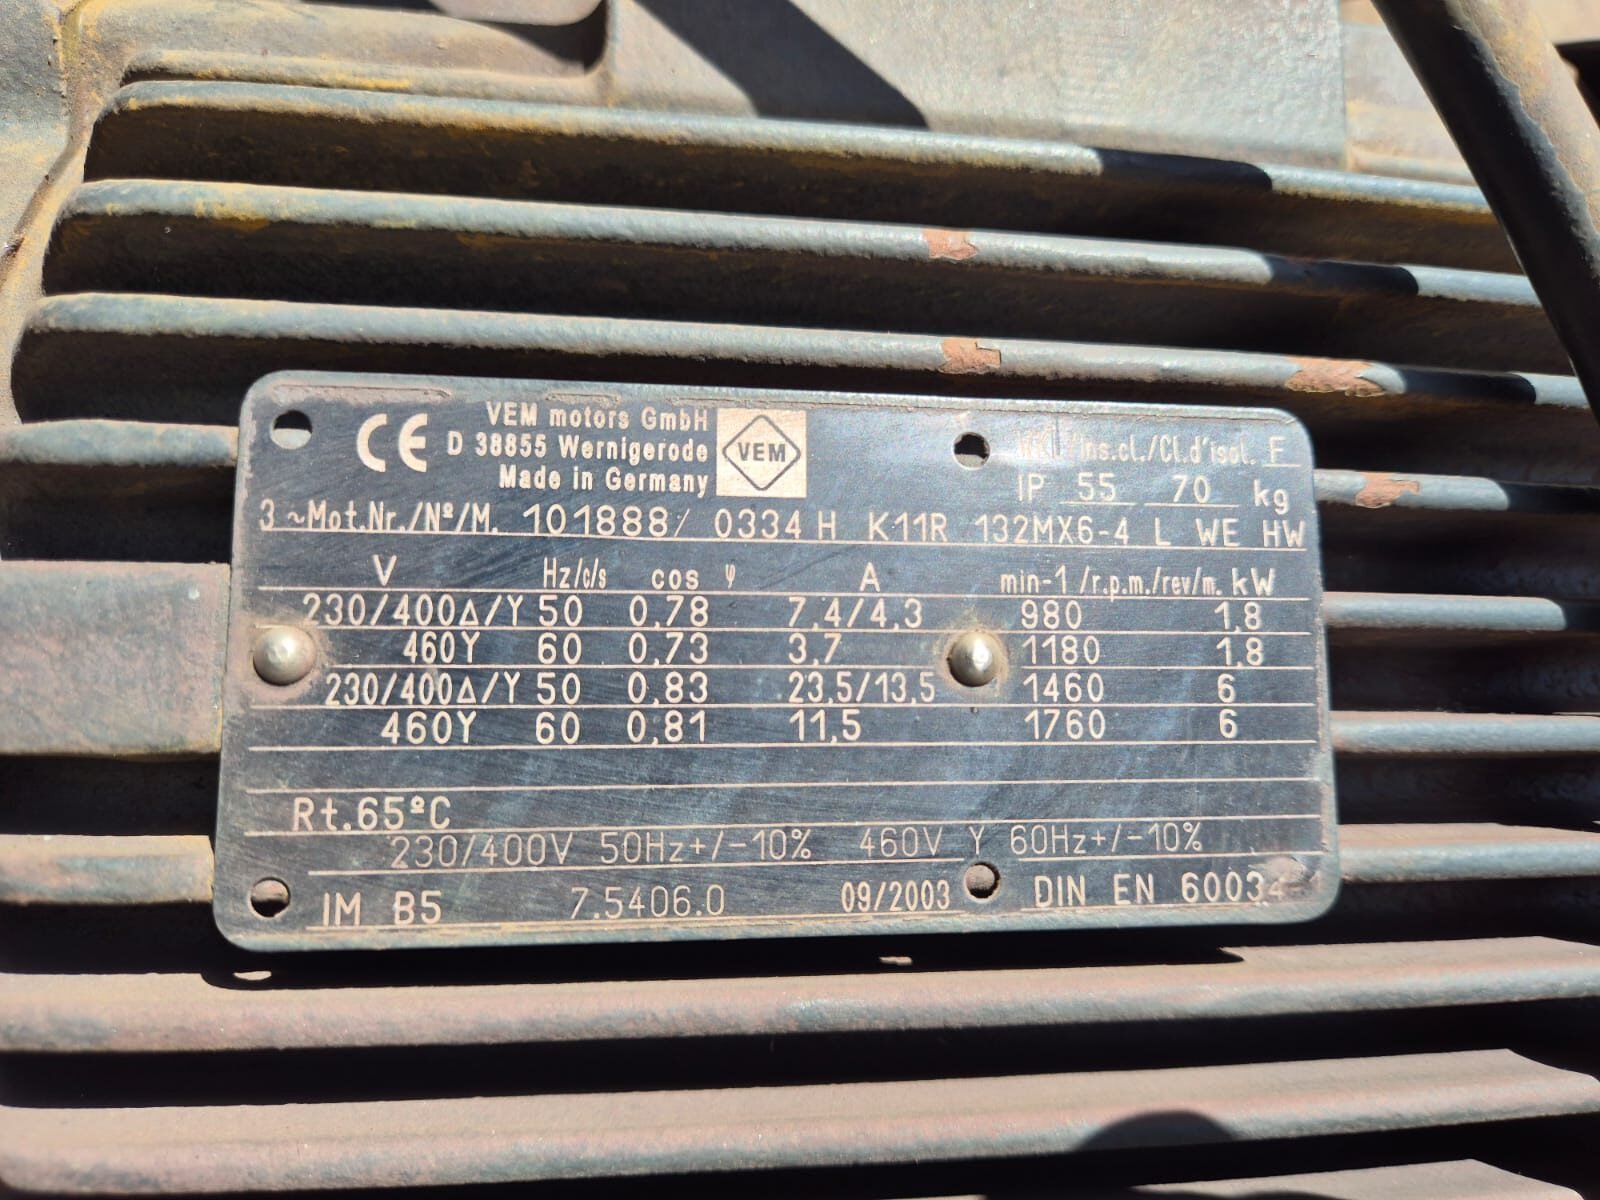 CE VEM motors GmbH
D 38855 Wernigerode
Made in Germany
VEM
Ins.cl./Cl.d'isol. F
IP 55 70 kg
3~Mot.Nr./Nº/M. 101888/ 0334 H K11R 132MX6-4 L WE HW
V Hz/c/s cos φ A min-1/r.p.m./rev/m. kW
230/400Δ/Y 50 0,78 7,4/4,3 980 1,8
460Y 60 0,73 3,7 1180 1,8
230/400Δ/Y 50 0,83 23,5/13,5 1460 6
460Y 60 0,81 11,5 1760 6
Rt.65ºC
230/400V 50Hz+/-10% 460V Y 60Hz+/-10%
IM B5 7.5406.0 09/2003 DIN EN 60034